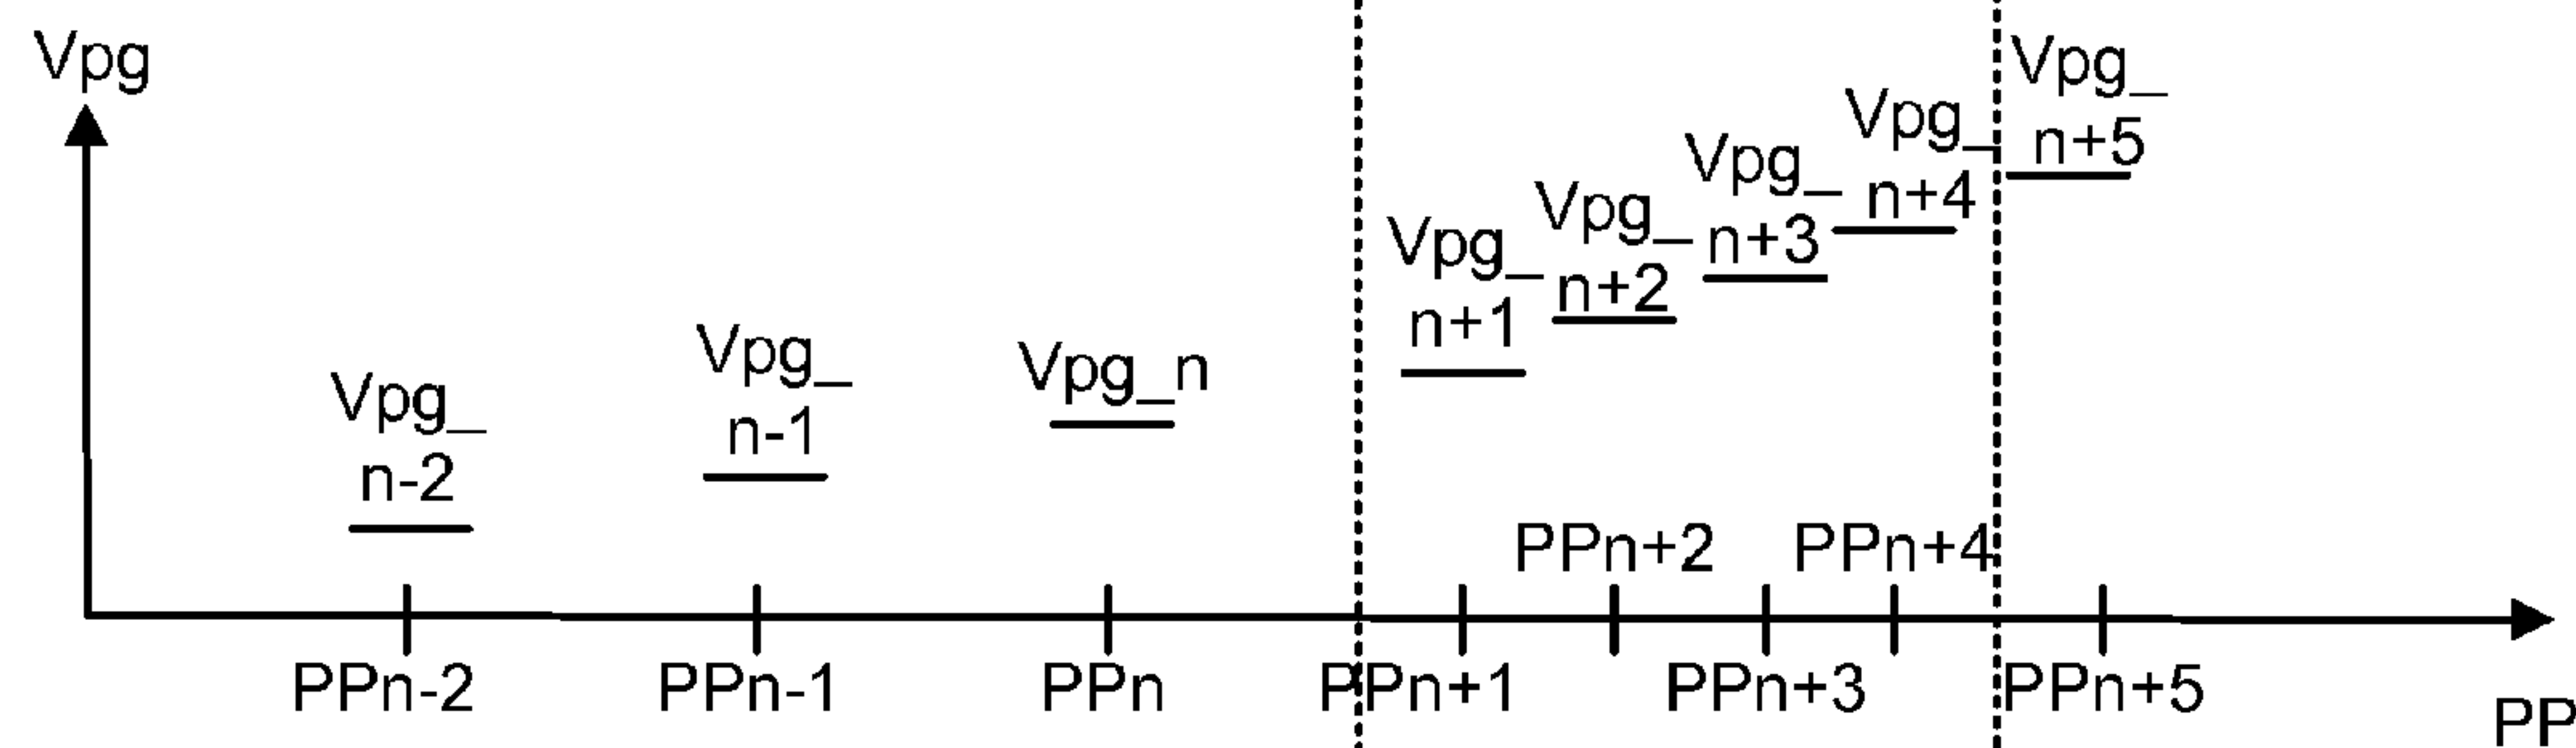 Vpg
Vpg_
n-2
Vpg_
n-1
Vpg_n
Vpg_
n+1
Vpg_
n+2
Vpg_
n+3
Vpg_
n+4
Vpg_
n+5
PPn+2
PPn+4
PPn-2
PPn-1
PPn
PPn+1
PPn+3
PPn+5
PP